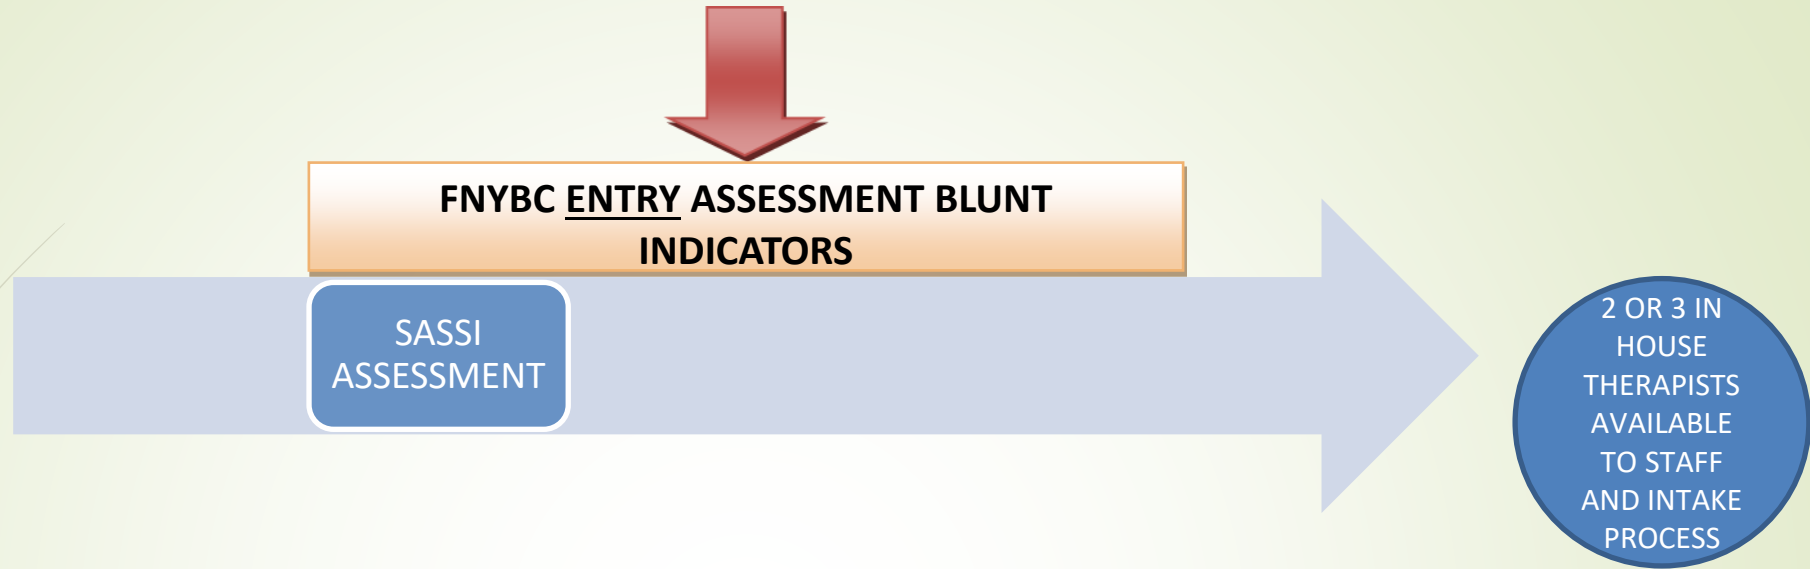 FNYBC ENTRY ASSESSMENT BLUNT
INDICATORS
SASSI
ASSESSMENT
2 OR 3 IN
HOUSE
THERAPISTS
AVAILABLE
TO STAFF
AND INTAKE
PROCESS